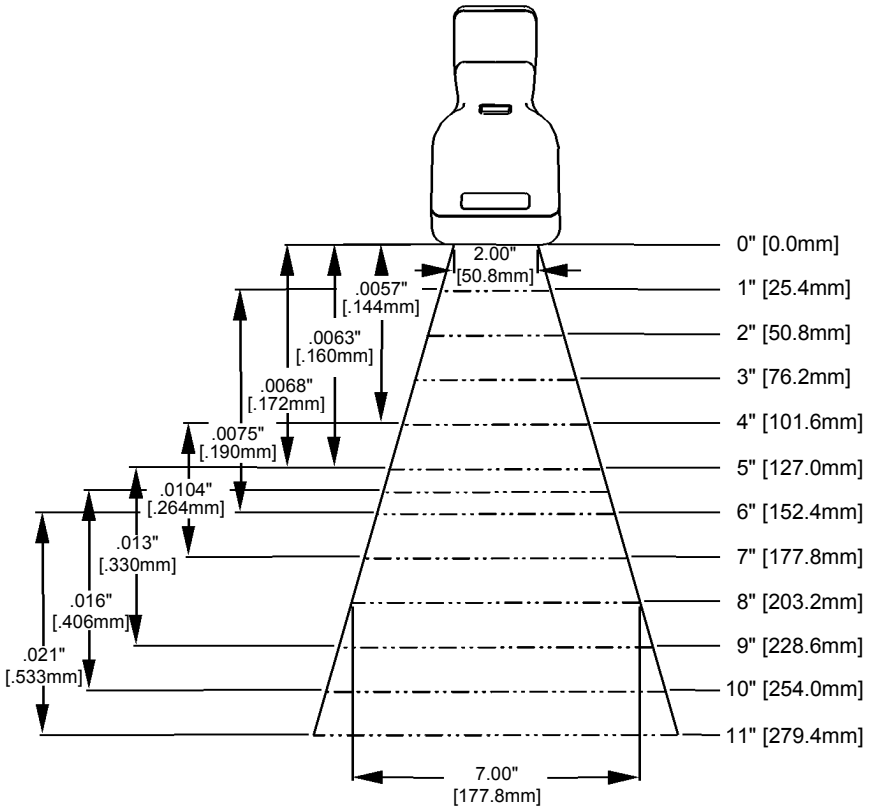 0" [0.0mm]
2.00"
[50.8mm]
1" [25.4mm]
.0057"
[.144mm]
2" [50.8mm]
.0063"
[.160mm]
3" [76.2mm]
.0068"
[.172mm]
4" [101.6mm]
.0075"
[.190mm]
5" [127.0mm]
.0104"
[.264mm]
6" [152.4mm]
.013"
[.330mm]
7" [177.8mm]
.016"
[.406mm]
8" [203.2mm]
.021"
[.533mm]
9" [228.6mm]
10" [254.0mm]
11" [279.4mm]
7.00"
[177.8mm]